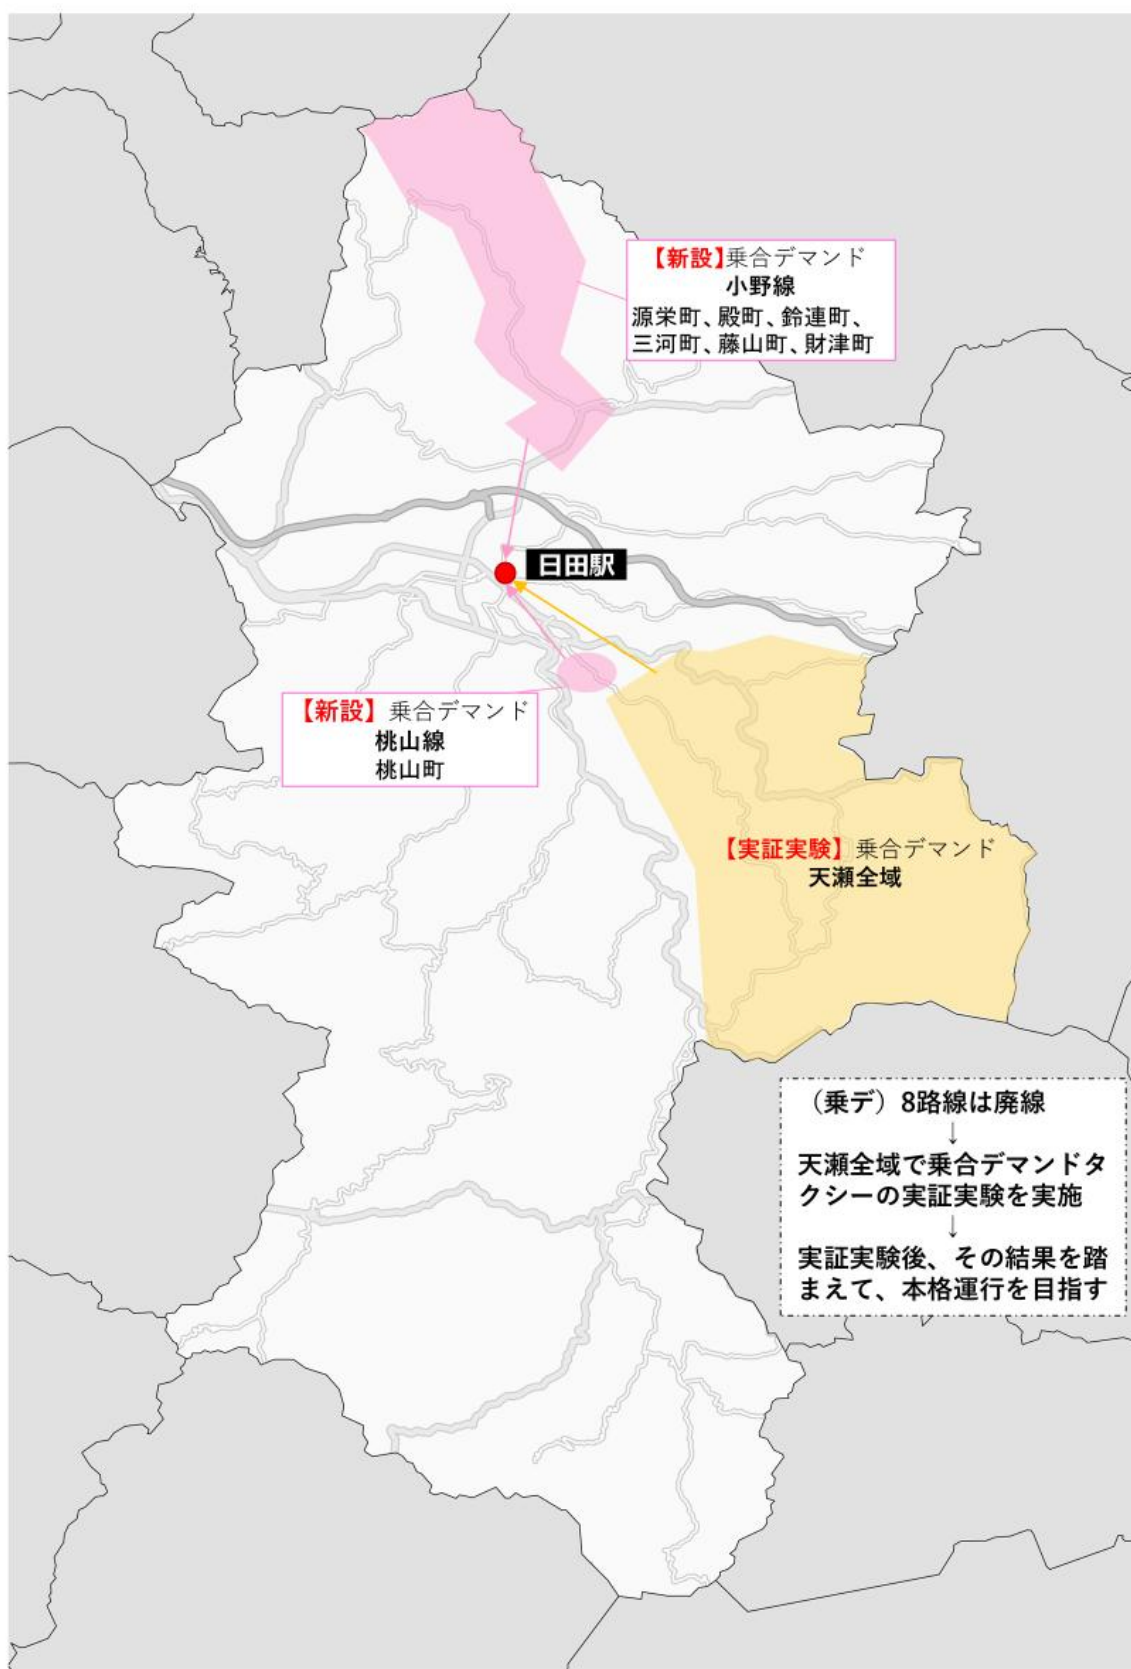 【新設】乗合デマンド
小野線
源栄町、殿町、鈴連町、
三河町、藤山町、財津町
日田駅
【新設】乗合デマンド
桃山線
桃山町
【実証実験】乗合デマンド
天瀬全域
（乗デ）8路線は廃線
↓
天瀬全域で乗合デマンドタ
クシーの実証実験を実施
↓
実証実験後、その結果を踏
まえて、本格運行を目指す